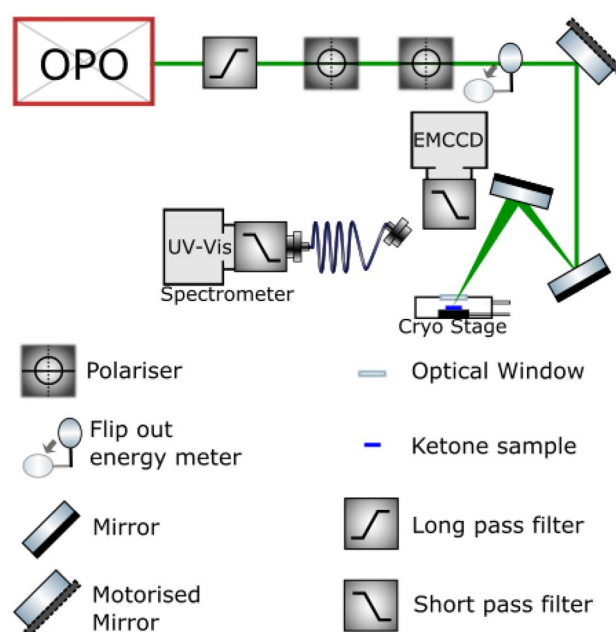 OPO
EMCCD
UV-Vis
Spectrometer
Cryo Stage
Polariser
Optical Window
Flip out
energy meter
Ketone sample
Mirror
Long pass filter
Motorised
Mirror
Short pass filter